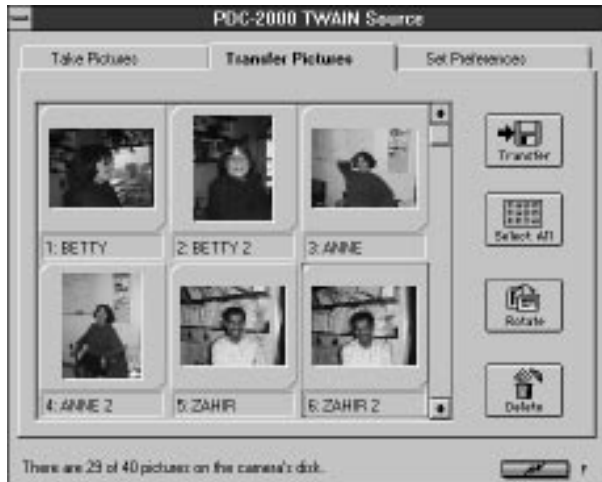 PDC-2000 TWAIN Source
Take Pictures
Transfer Pictures
Set Preferences
Transfer
1: BETTY
2: BETTY 2
3: ANNE
Select All
Rotate
4: ANNE 2
5: ZAHIR
6: ZAHIR 2
Delete
There are 29 of 40 pictures on the camera's disk.